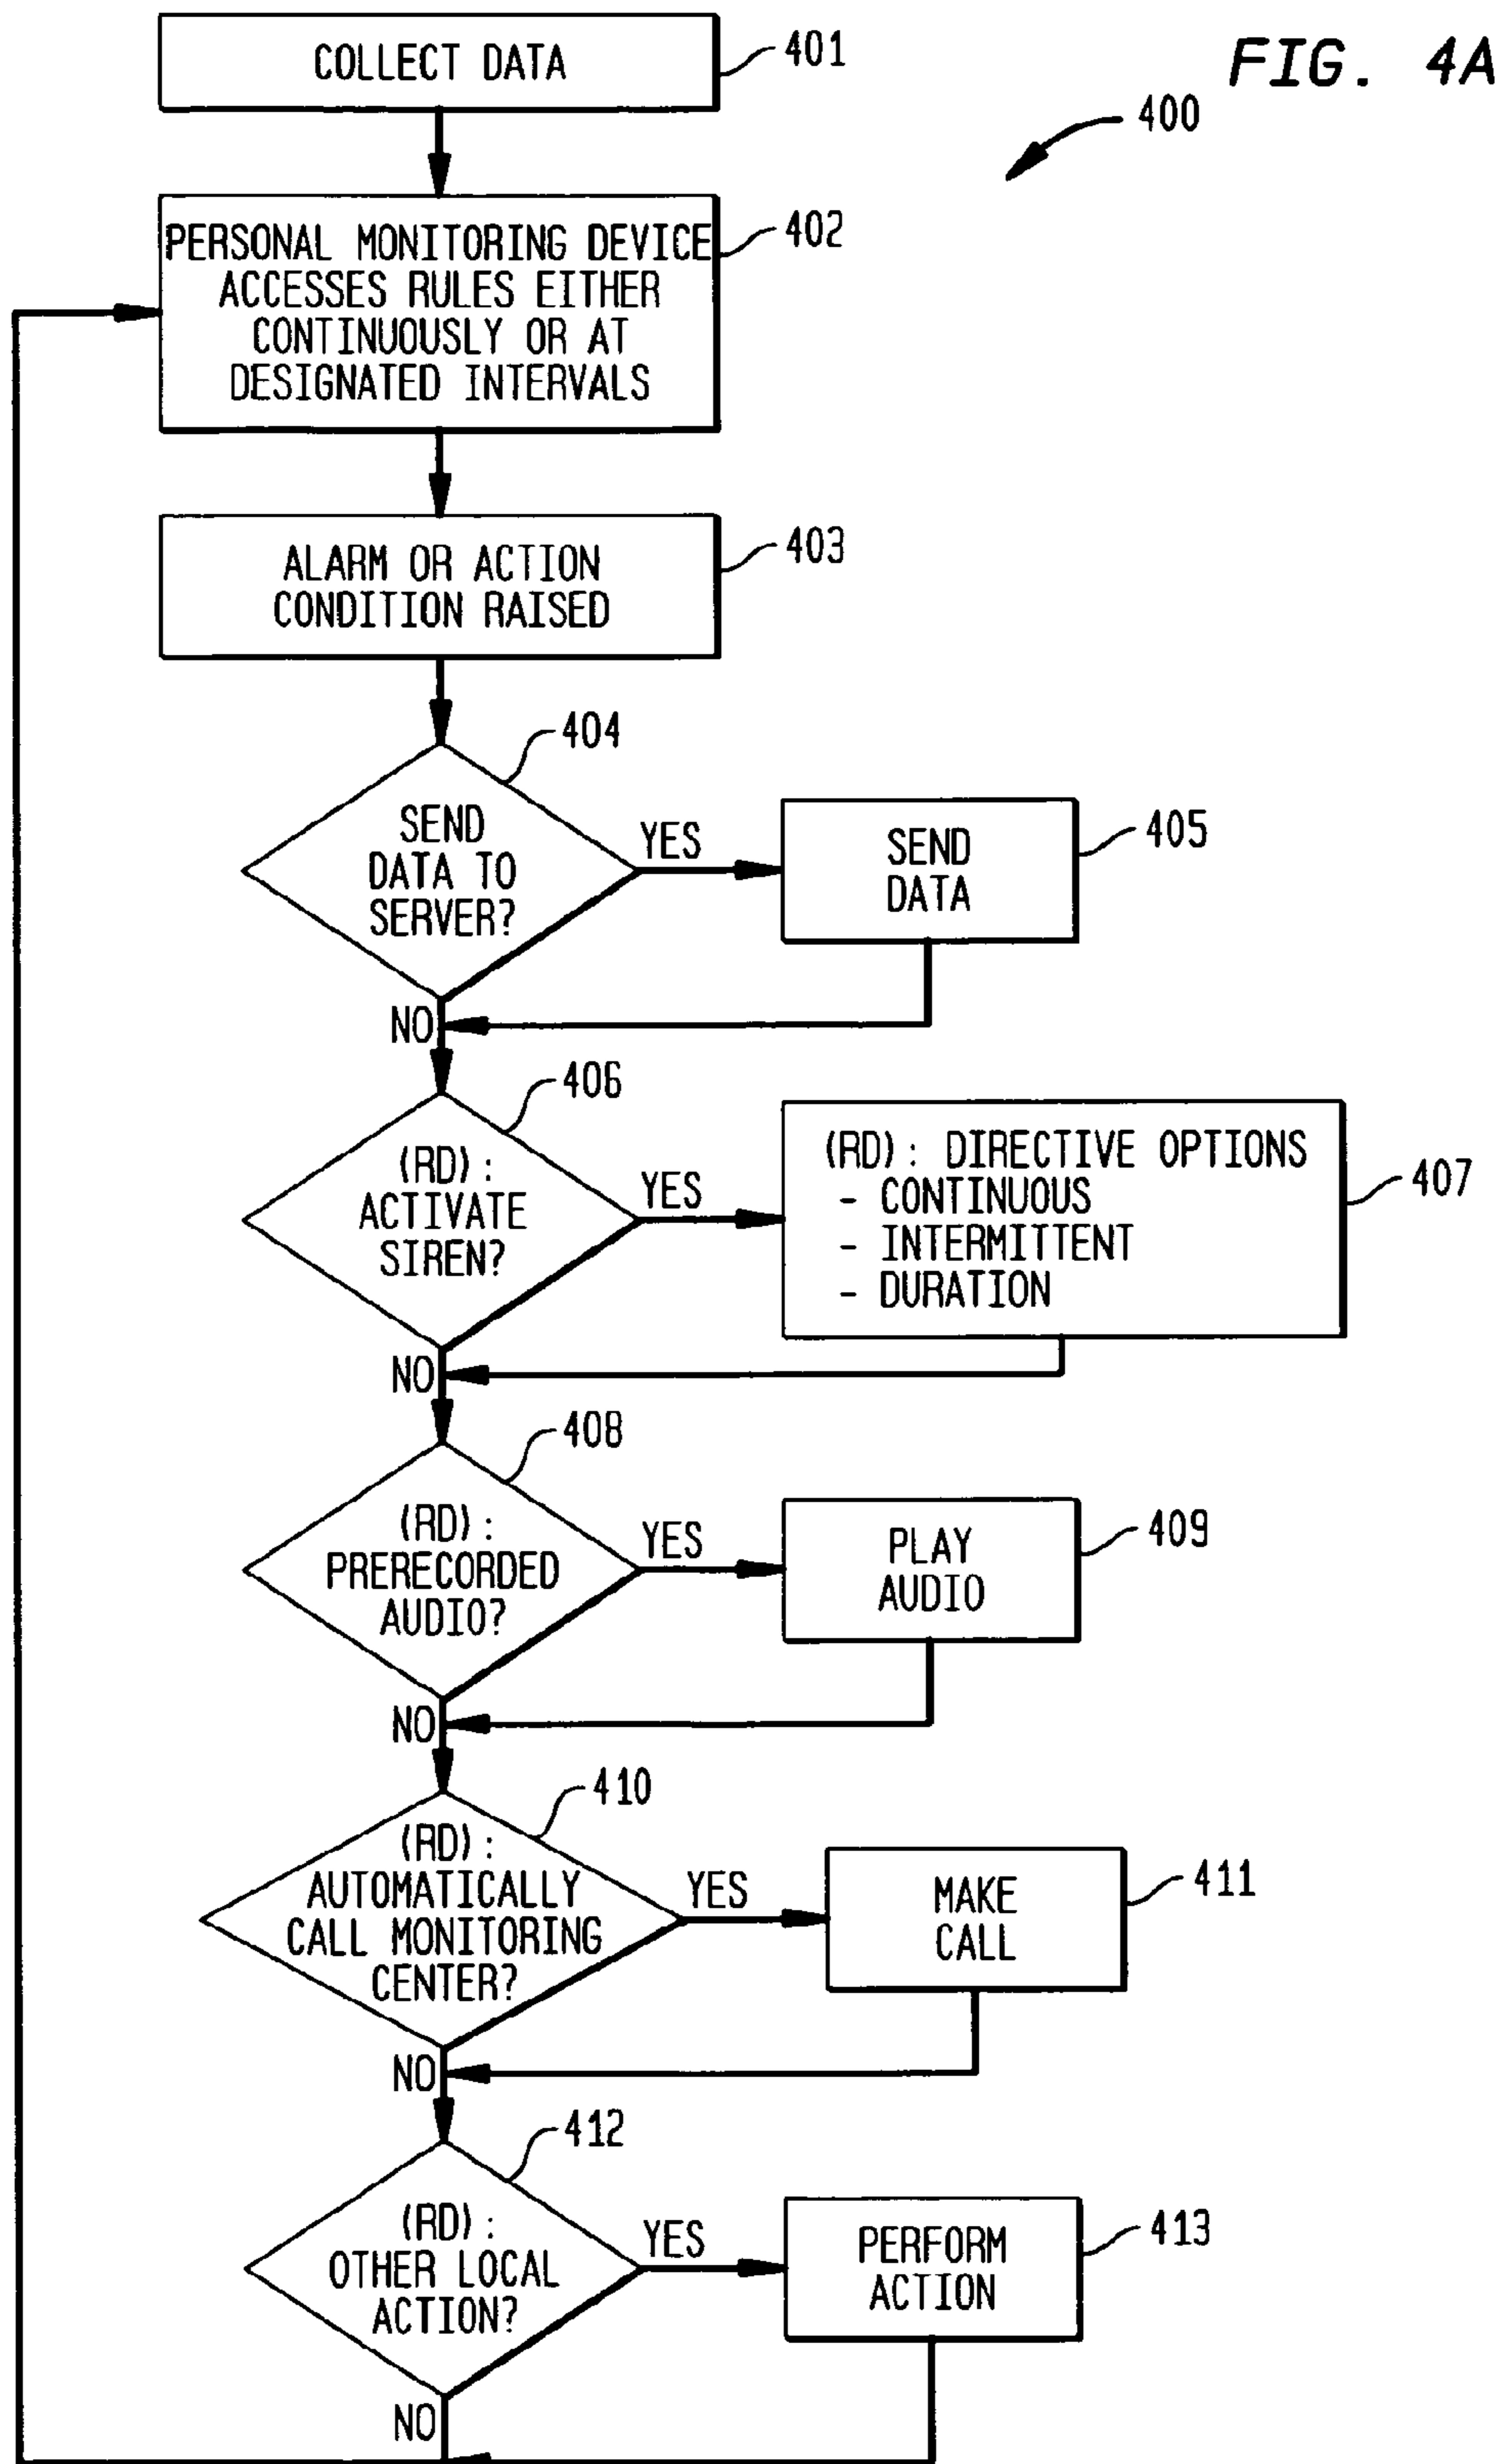 FIG. 4A
400
COLLECT DATA
401
PERSONAL MONITORING DEVICE
ACCESSES RULES EITHER
CONTINUOUSLY OR AT
DESIGNATED INTERVALS
402
ALARM OR ACTION
CONDITION RAISED
403
404
SEND
DATA TO
SERVER?
YES
SEND
DATA
405
NO
406
(RD):
ACTIVATE
SIREN?
YES
(RD): DIRECTIVE OPTIONS
- CONTINUOUS
- INTERMITTENT
- DURATION
407
NO
408
(RD):
PRERECORDED
AUDIO?
YES
PLAY
AUDIO
409
NO
410
(RD):
AUTOMATICALLY
CALL MONITORING
CENTER?
YES
MAKE
CALL
411
NO
412
(RD):
OTHER LOCAL
ACTION?
YES
PERFORM
ACTION
413
NO